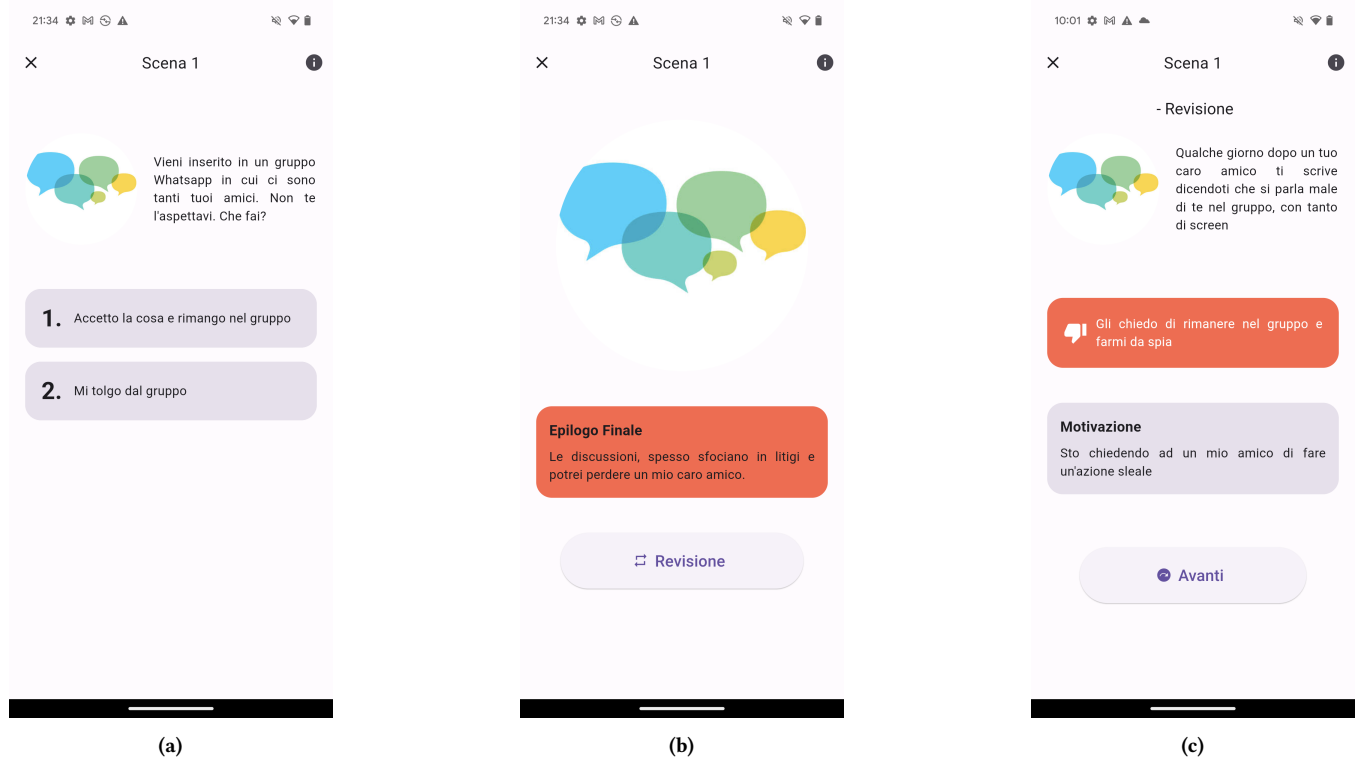 21:34
Scena 1
Vieni inserito in un gruppo
Whatsapp in cui ci sono
tanti tuoi amici. Non te
l'aspettavi. Che fai?
1. Accetto la cosa e rimango nel gruppo
2. Mi tolgo dal gruppo
(a)
21:34
Scena 1
Epilogo Finale
Le discussioni, spesso sfociano in litigi e
potrei perdere un mio caro amico.
Revisione
(b)
10:01
Scena 1
- Revisione
Qualche giorno dopo un tuo
caro amico ti scrive
dicendoti che si parla male
di te nel gruppo, con tanto
di screen
Gli chiedo di rimanere nel gruppo e
farmi da spia
Motivazione
Sto chiedendo ad un mio amico di fare
un'azione sleale
Avanti
(c)